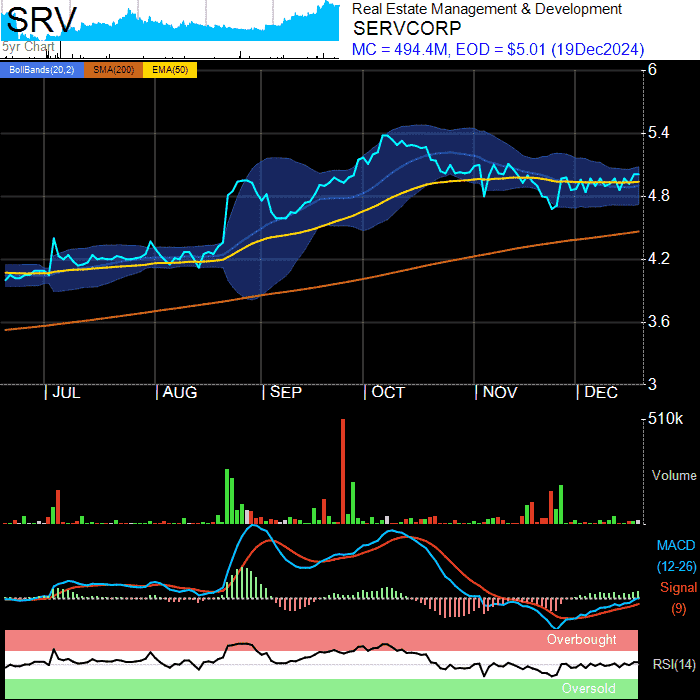 SRV
5yr Chart
Real Estate Management & Development
SERVCORP
MC = 494.4M, EOD = $5.01 (19Dec2024)
BollBands(20,2) SMA(200) EMA(50)
6
5.4
4.8
4.2
3.6
3
JUL AUG SEP OCT NOV DEC
510k
Volume
MACD
(12-26)
Signal
(9)
Overbought
RSI(14)
Oversold